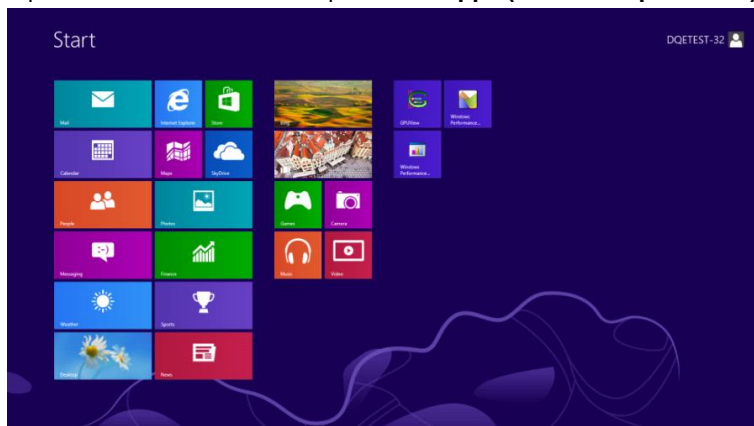 Start
DQETEST-32
Mail
Internet Explorer
Store
Calendar
Maps
SkyDrive
People
Photos
Messaging
Finance
Weather
Sports
Desktop
News
Bing
Games
Camera
Music
Video
GPUView
Windows
Performance...
Windows
Performance...